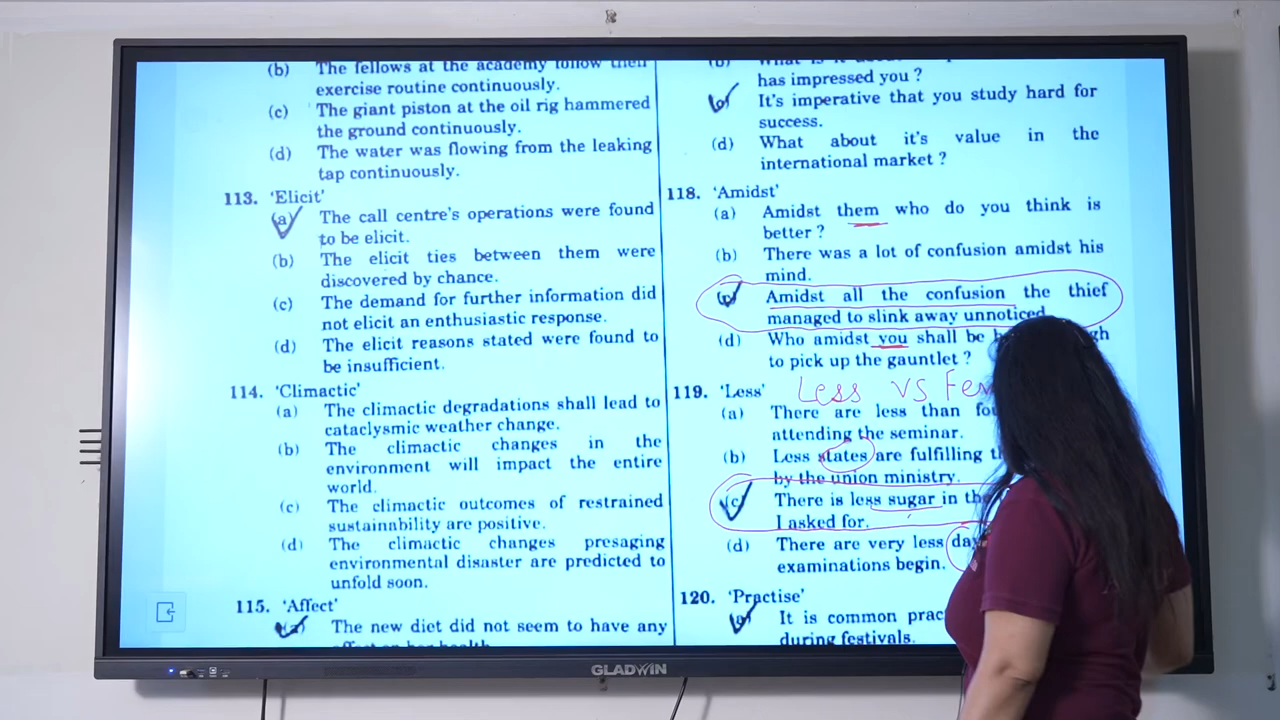 (b) The fellows at the academy follow their
exercise routine continuously.
(c) The giant piston at the oil rig hammered
the ground continuously.
(d) The water was flowing from the leaking
tap continuously.
113. 'Elicit'
(a) The call centre's operations were found
to be elicit.
(b) The elicit ties between them were
discovered by chance.
(c) The demand for further information did
not elicit an enthusiastic response.
(d) The elicit reasons stated were found to
be insufficient.
114. 'Climactic'
(a) The climactic degradations shall lead to
cataclysmic weather change.
(b) The climactic changes in the
environment will impact the entire
world.
(c) The climactic outcomes of restrained
sustainability are positive.
(d) The climactic changes presaging
environmental disaster are predicted to
unfold soon.
115. 'Affect'
(a) The new diet did not seem to have any
affect on her health.
(b) What is it
has impressed you ?
It's imperative that you study hard for
success.
(d) What about it's value in the
international market ?
118. 'Amidst'
(a) Amidst them who do you think is
better ?
(b) There was a lot of confusion amidst his
mind.
Amidst all the confusion the thief
managed to slink away unnoticed
(d) Who amidst you shall be
to pick up the gauntlet ?
119. 'Less' Less vs
(a) There are less than
attending the seminar.
(b) Less states are fulfilling
by the union ministry.
(c) There is less sugar in the
I asked for.
(d) There are very less
examinations begin.
120. 'Practise'
(a) It is common
during festivals.
GLADWIN